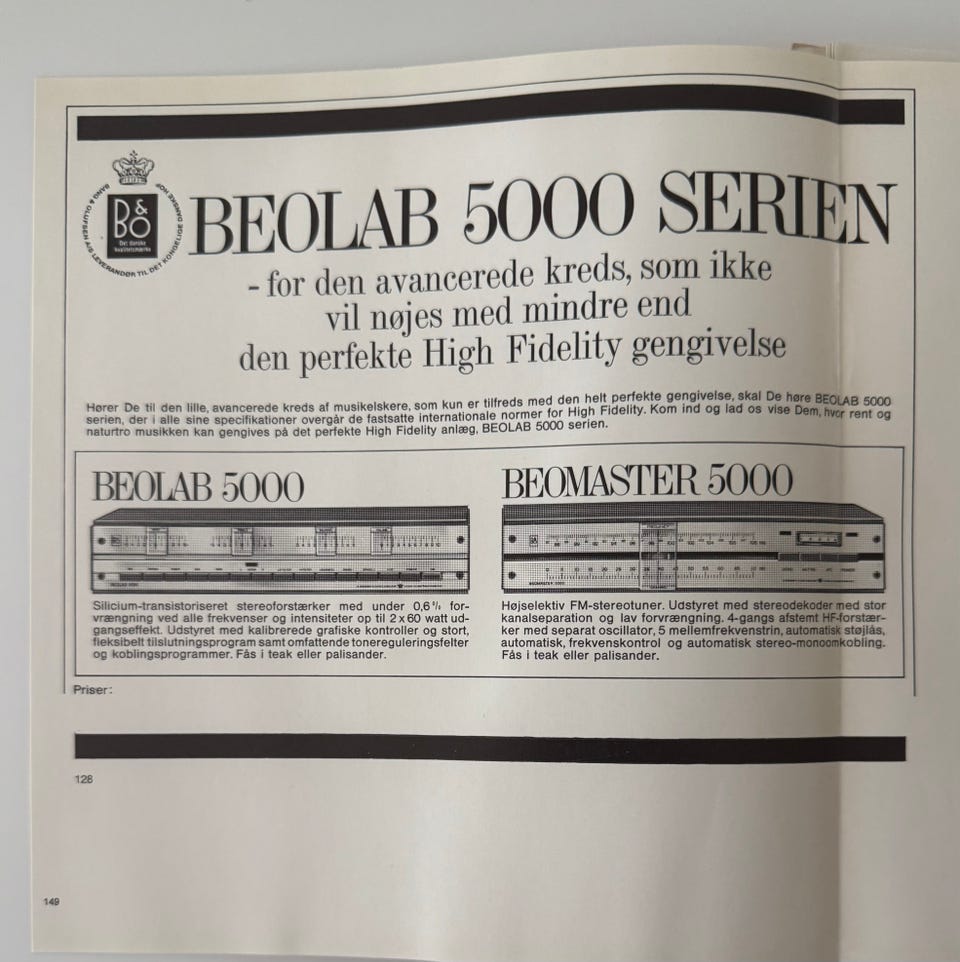 BANG & OLUFSEN A/S LEVERANDØR TIL DET KONGELIGE DANSKE HOF
B&O
Det danske
kvalitetsmærke
BEOLAB 5000 SERIEN
- for den avancerede kreds, som ikke
vil nøjes med mindre end
den perfekte High Fidelity gengivelse
Hører De til den lille, avancerede kreds af musikelskere, som kun er tilfreds med den helt perfekte gengivelse, skal De høre BEOLAB 5000
serien, der i alle sine specifikationer overgår de fastsatte internationale normer for High Fidelity. Kom ind og lad os vise Dem, hvor rent og
naturtro musikken kan gengives på det perfekte High Fidelity anlæg, BEOLAB 5000 serien.
BEOLAB 5000
Silicium-transistoriseret stereoforstærker med under 0,6 % for-
vrængning ved alle frekvenser og intensiteter op til 2 x 60 watt ud-
gangseffekt. Udstyret med kalibrerede grafiske kontroller og stort,
fleksibelt tilslutningsprogram samt omfattende tonereguleringsfelter
og koblingsprogrammer. Fås i teak eller palisander.
BEOMASTER 5000
BEOMASTER 5000
Højselektiv FM-stereotuner. Udstyret med stereodekoder med stor
kanalseparation og lav forvrængning. 4-gangs afstemt HF-forstær-
ker med separat oscillator, 5 mellemfrekvenstrin, automatisk støjlås,
automatisk, frekvenskontrol og automatisk stereo-monoomkobling.
Fås i teak eller palisander.
Priser:
128
149